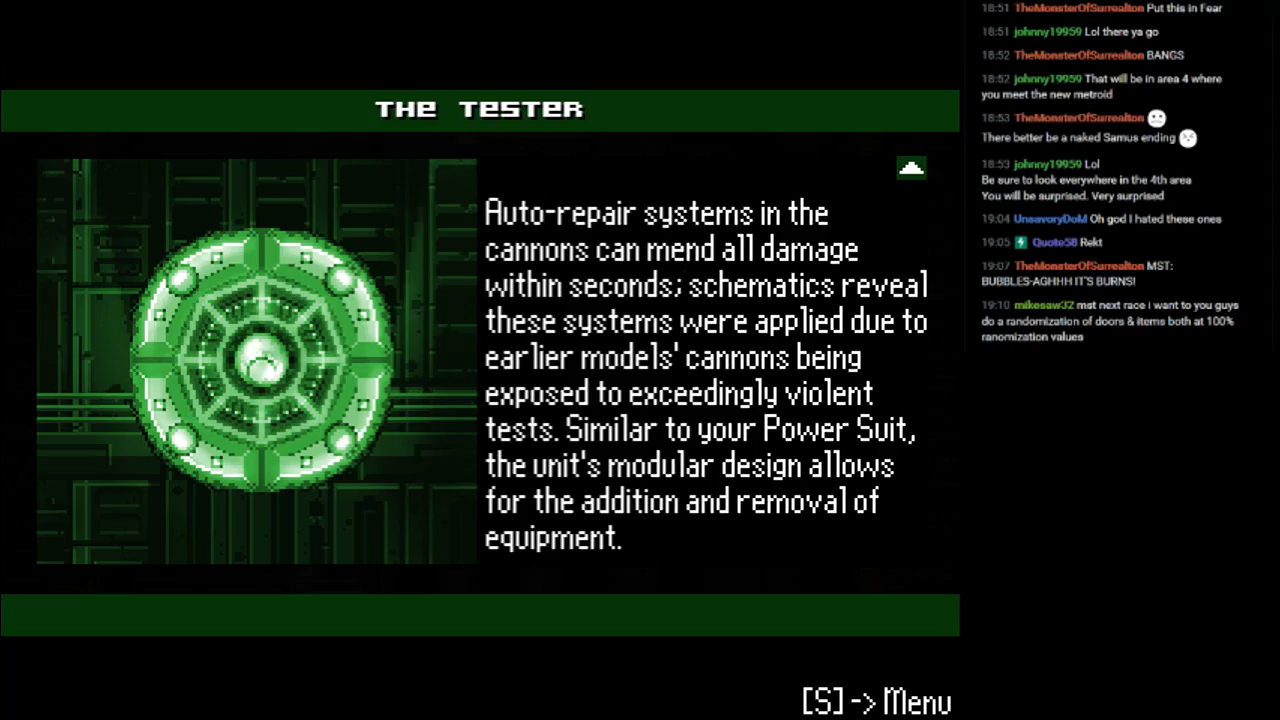 THE TESTER
Auto-repair systems in the
cannons can mend all damage
within seconds; schematics reveal
these systems were applied due to
earlier models' cannons being
exposed to exceedingly violent
tests. Similar to your Power Suit,
the unit's modular design allows
for the addition and removal of
equipment.
[S] -> Menu
18:51 TheMonsterOfSurrealton Put this in Fear
18:51 johnny19959 Lol there ya go
18:52 TheMonsterOfSurrealton BANGS
18:52 johnny19959 That will be in area 4 where
you meet the new metroid
18:53 TheMonsterOfSurrealton
There better be a naked Samus ending
18:53 johnny19959 Lol
Be sure to look everywhere in the 4th area
You will be surprised. Very surprised
19:04 UnsavoryDoM Oh god I hated these ones
19:05 Quote58 Rekt
19:07 TheMonsterOfSurrealton MST:
BUBBLES-AGHHH IT'S BURNS!
19:10 mikesaw32 mst next race i want to you guys
do a randomization of doors & items both at 100%
ranomization values